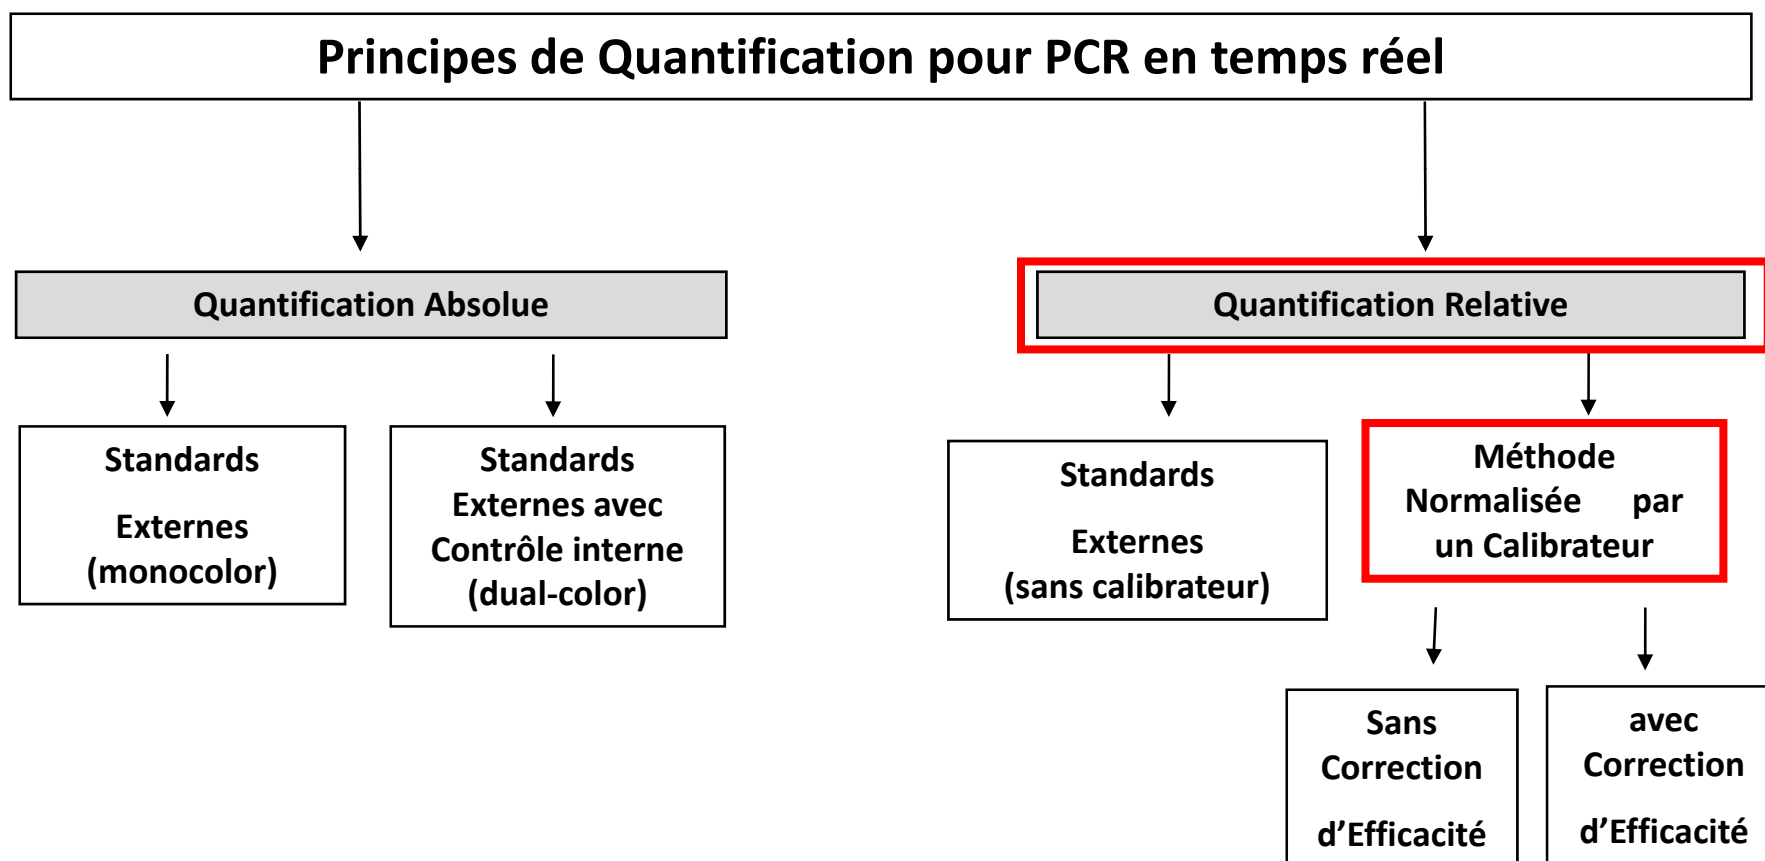 Principes de Quantification pour PCR en temps réel
Quantification Absolue
Quantification Relative
Standards
Externes
(monocolor)
Standards
Externes avec
Contrôle interne
(dual-color)
Standards
Externes
(sans calibrateur)
Méthode
Normalisée par
un Calibrateur
Sans
Correction
d’Efficacité
avec
Correction
d’Efficacité